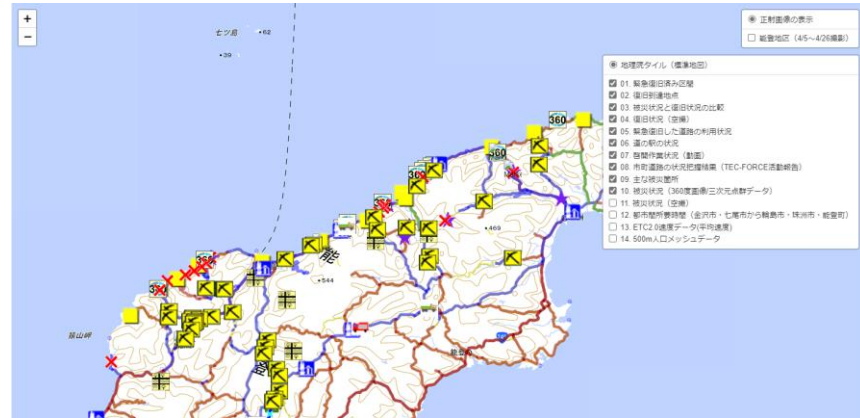 +
−
七ツ島
・62
・39
正射画像の表示
能登地区（4/5～4/26撮影）
地理院タイル（標準地図）
01. 緊急復旧済み区間
02. 復旧到達地点
03. 被災状況と復旧状況の比較
04. 復旧状況（空撮）
05. 緊急復旧した道路の利用状況
06. 道の駅の状況
07. 啓開作業状況（動画）
08. 市町道路の状況把握結果（TEC-FORCE活動報告）
09. 主な被災箇所
10. 被災状況（360度画像/三次元点群データ）
11. 被災状況（空撮）
12. 都市間所要時間（金沢市・七尾市から輪島市・珠洲市・能登町）
13. ETC2.0速度データ(平均速度)
14. 500m人口メッシュデータ
360
360
360
360
360
360
・469
能
・544